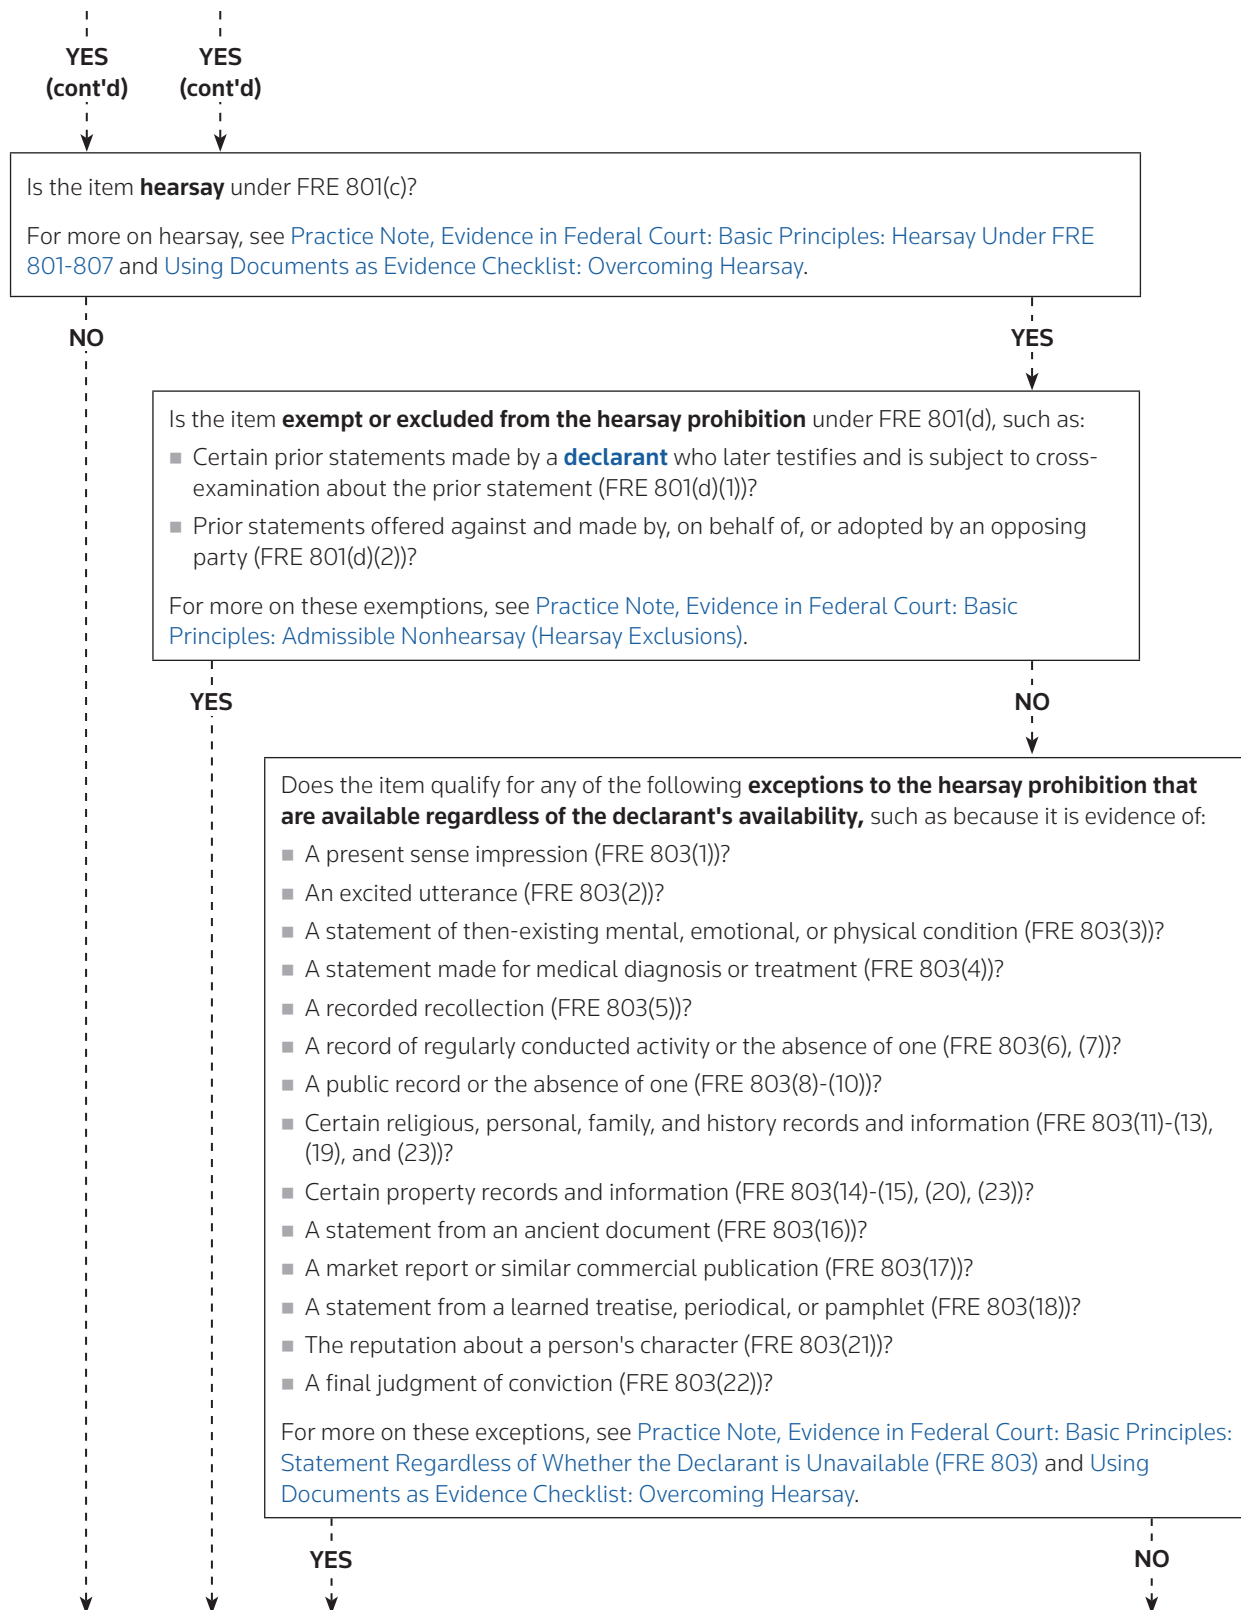 YES YES
(cont'd) (cont'd)
Is the item hearsay under FRE 801(c)?
For more on hearsay, see Practice Note, Evidence in Federal Court: Basic Principles: Hearsay Under FRE
801-807 and Using Documents as Evidence Checklist: Overcoming Hearsay.
NO YES
Is the item exempt or excluded from the hearsay prohibition under FRE 801(d), such as:
■ Certain prior statements made by a declarant who later testifies and is subject to cross-
examination about the prior statement (FRE 801(d)(1))?
■ Prior statements offered against and made by, on behalf of, or adopted by an opposing
party (FRE 801(d)(2))?
For more on these exemptions, see Practice Note, Evidence in Federal Court: Basic
Principles: Admissible Nonhearsay (Hearsay Exclusions).
YES NO
Does the item qualify for any of the following exceptions to the hearsay prohibition that
are available regardless of the declarant's availability, such as because it is evidence of:
■ A present sense impression (FRE 803(1))?
■ An excited utterance (FRE 803(2))?
■ A statement of then-existing mental, emotional, or physical condition (FRE 803(3))?
■ A statement made for medical diagnosis or treatment (FRE 803(4))?
■ A recorded recollection (FRE 803(5))?
■ A record of regularly conducted activity or the absence of one (FRE 803(6), (7))?
■ A public record or the absence of one (FRE 803(8)-(10))?
■ Certain religious, personal, family, and history records and information (FRE 803(11)-(13),
(19), and (23))?
■ Certain property records and information (FRE 803(14)-(15), (20), (23))?
■ A statement from an ancient document (FRE 803(16))?
■ A market report or similar commercial publication (FRE 803(17))?
■ A statement from a learned treatise, periodical, or pamphlet (FRE 803(18))?
■ The reputation about a person's character (FRE 803(21))?
■ A final judgment of conviction (FRE 803(22))?
For more on these exceptions, see Practice Note, Evidence in Federal Court: Basic Principles:
Statement Regardless of Whether the Declarant is Unavailable (FRE 803) and Using
Documents as Evidence Checklist: Overcoming Hearsay.
YES NO